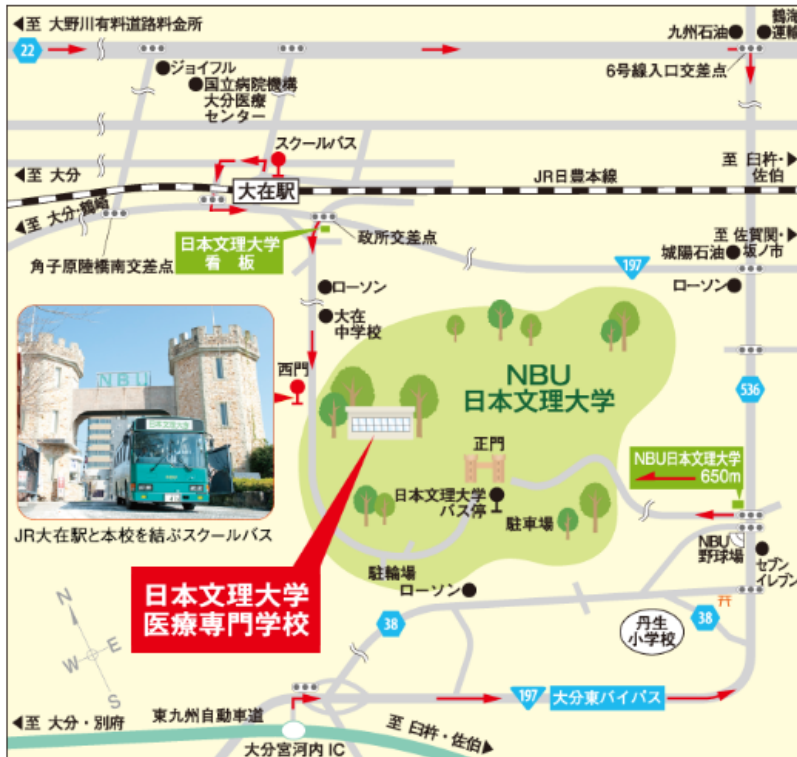 ◀至 大野川有料道路料金所
22
九州石油
鶴海
運輸
6号線入口交差点
ジョイフル
国立病院機構
大分医療
センター
スクールバス
◀至 大分
大在駅
JR日豊本線
至 臼杵・▶
佐伯
◀至 大分・鶴崎
角子原陸橋南交差点
日本文理大学
看 板
政所交差点
至 佐賀関・▶
坂ノ市
城陽石油
197
ローソン
ローソン
大在
中学校
西門
NBU
日本文理大学
536
正門
NBU日本文理大学
650m
NBU
日本文理大学
日本文理大学
バス停
駐車場
JR大在駅と本校を結ぶスクールバス
NBU
野球場
セブン
イレブン
駐輪場
ローソン
日本文理大学
医療専門学校
38
丹生
小学校
38
N
W
E
S
197
大分東バイパス
◀至 大分・別府
東九州自動車道
大分宮河内IC
至 臼杵・佐伯▶